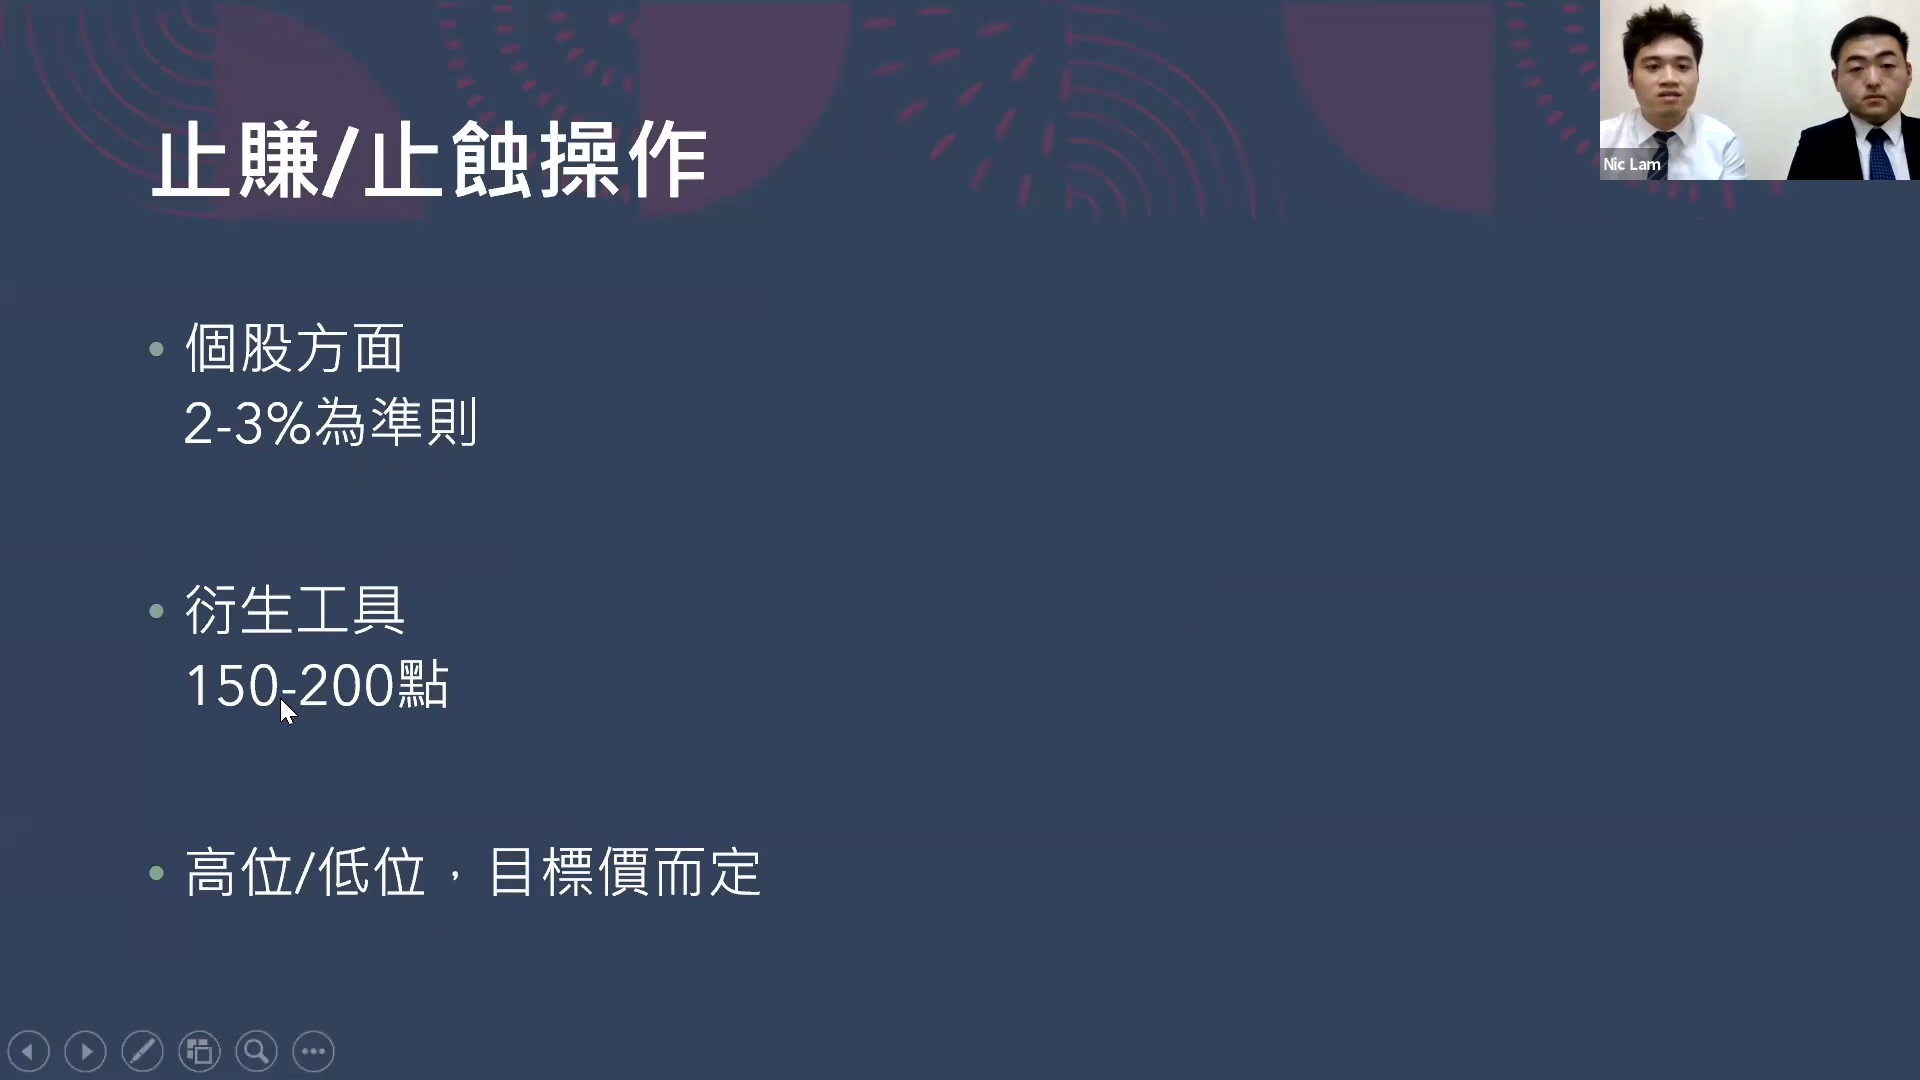 止賺/止蝕操作
Nic Lam
• 個股方面
2-3%為準則
• 衍生工具
150-200點
• 高位/低位，目標價而定